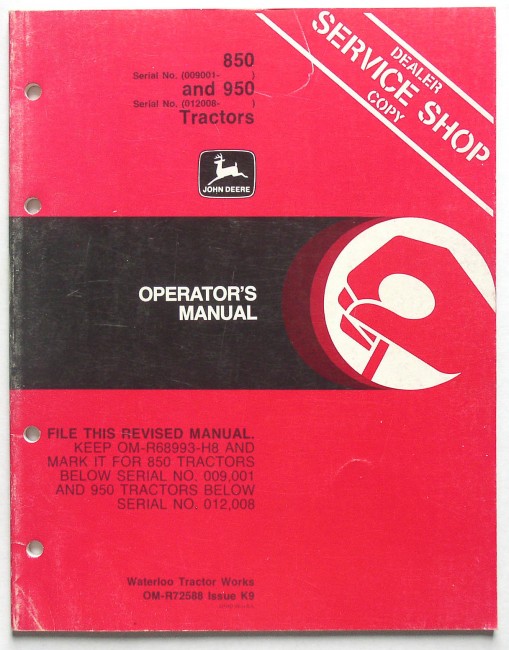 850
Serial No. (009001- )
and 950
Serial No. (012008- )
Tractors
DEALER
SERVICE SHOP
COPY
JOHN DEERE
OPERATOR'S
MANUAL
FILE THIS REVISED MANUAL.
KEEP OM-R68993-H8 AND
MARK IT FOR 850 TRACTORS
BELOW SERIAL NO. 009,001
AND 950 TRACTORS BELOW
SERIAL NO. 012,008
Waterloo Tractor Works
OM-R72588 Issue K9